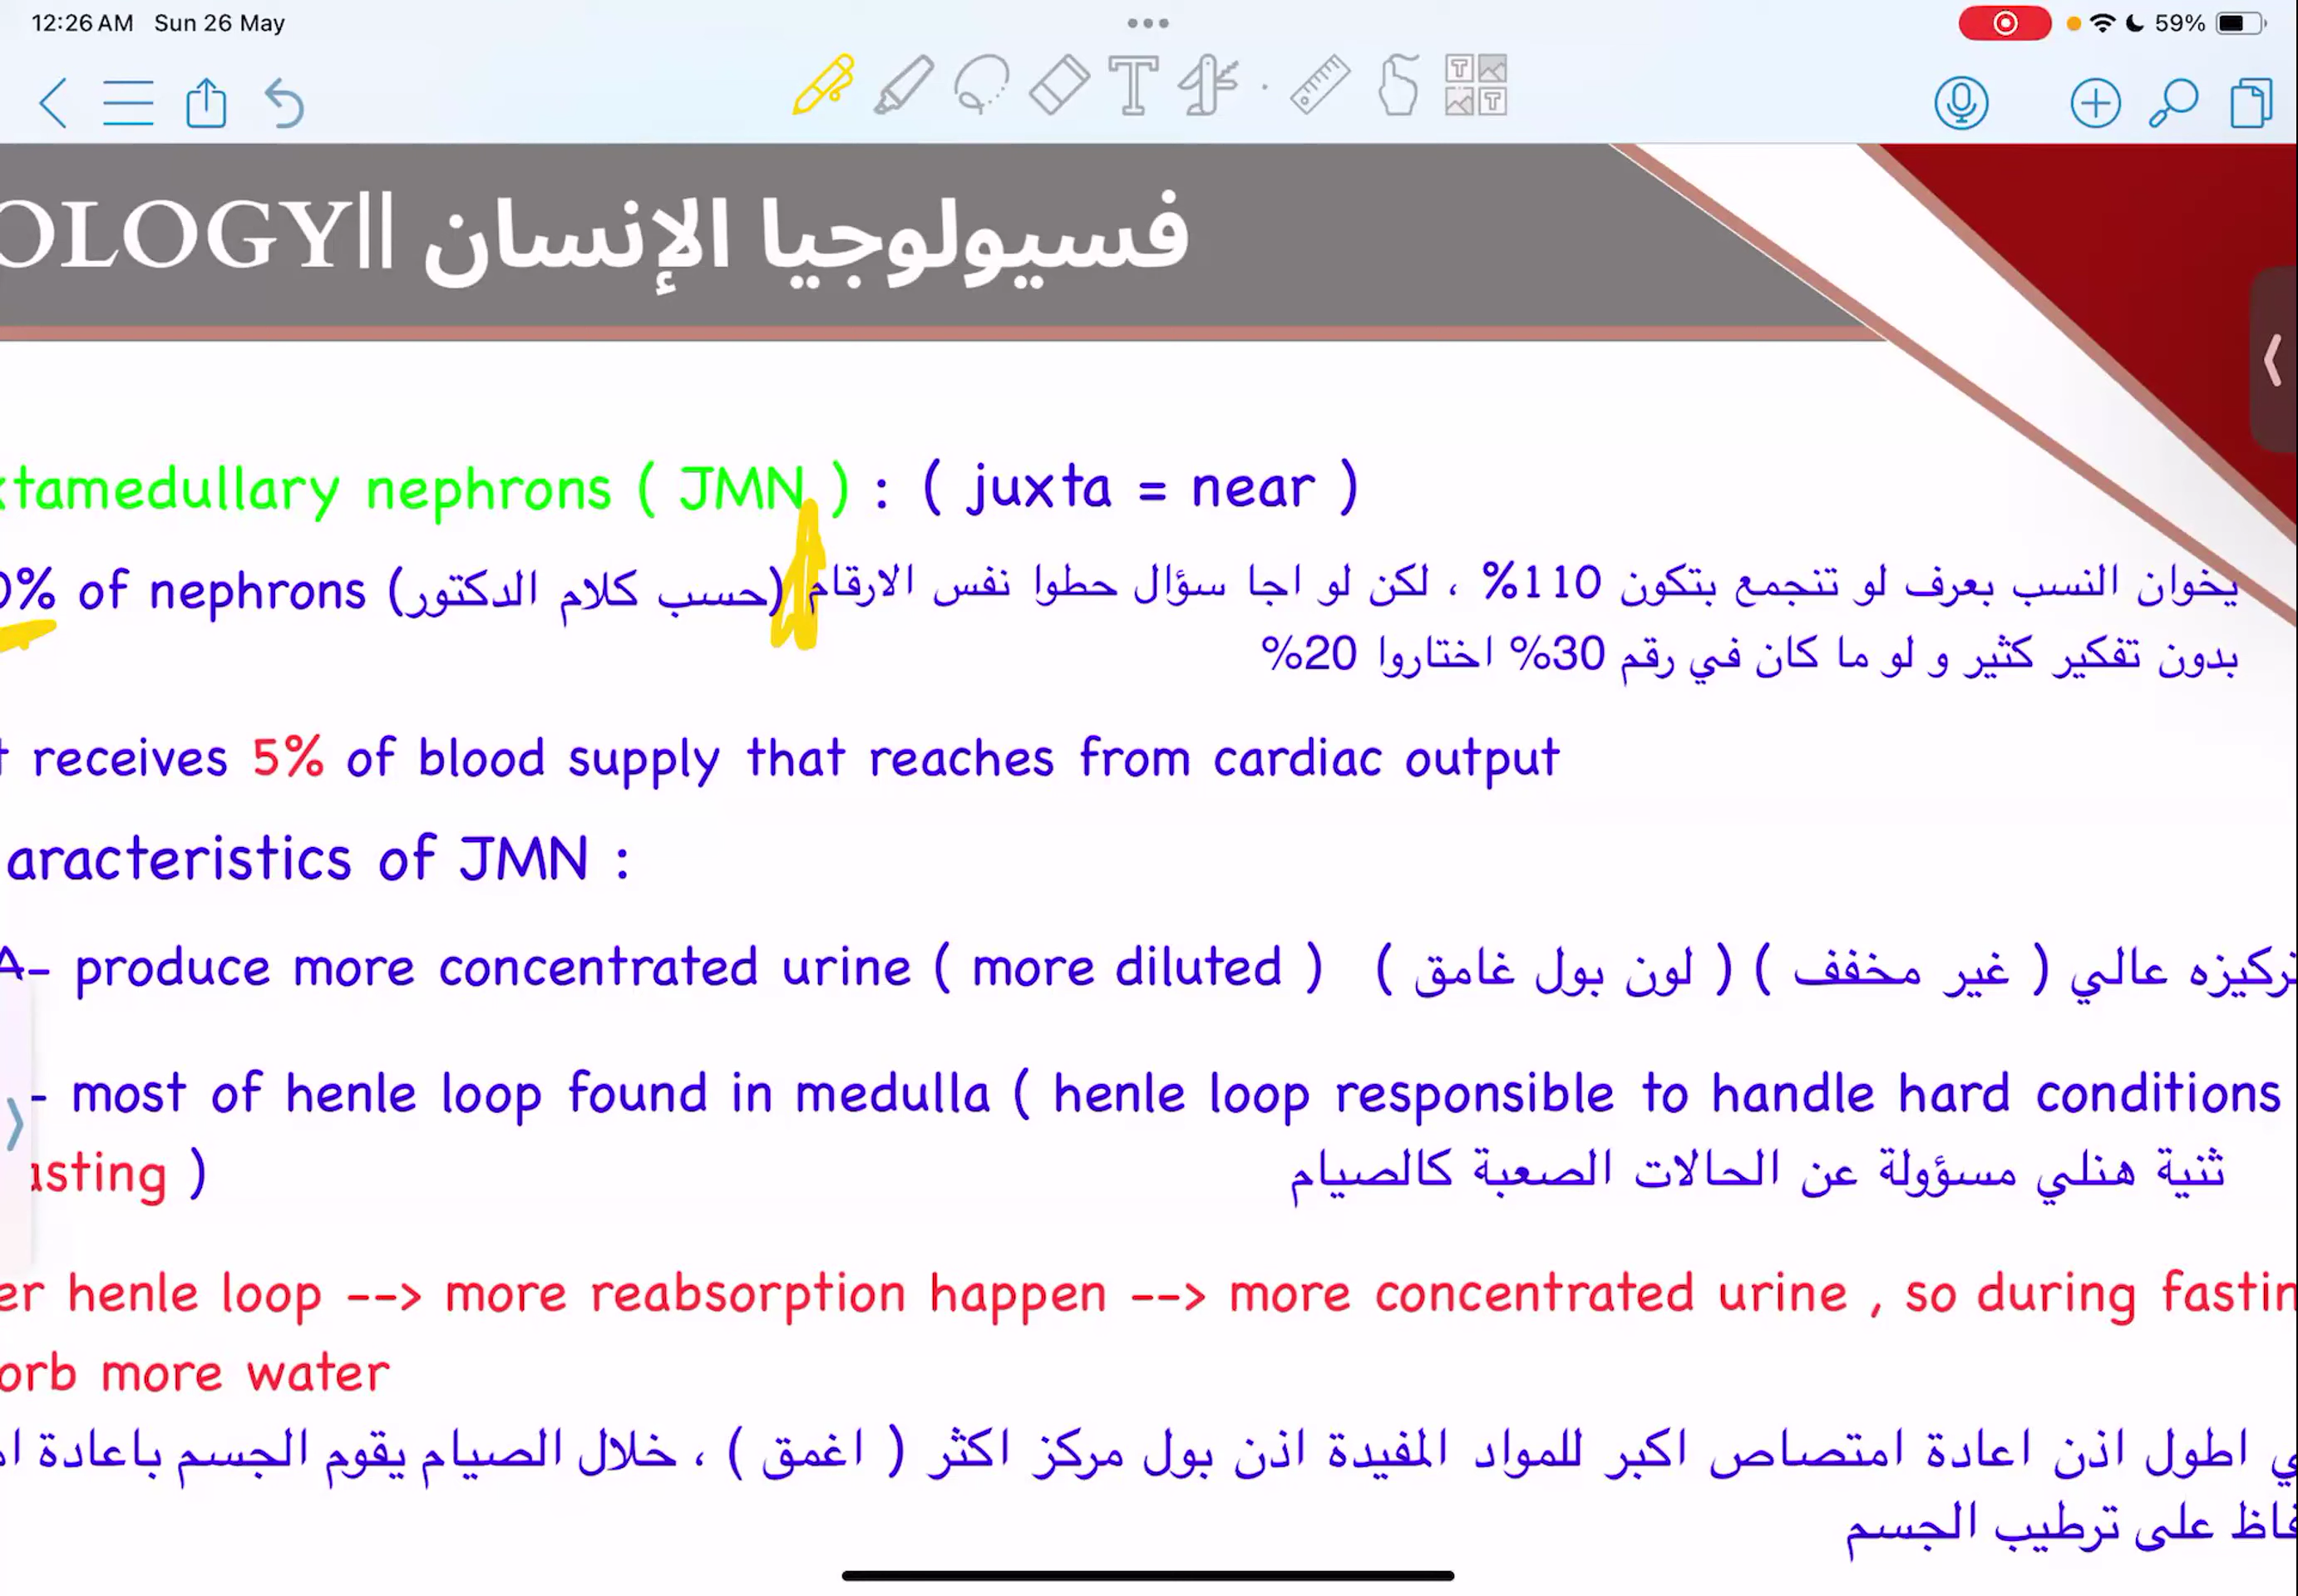 12:26 AM Sun 26 May
59%
OLOGY|| فسيولوجيا الإنسان
xtamedullary nephrons ( JMN ) : ( juxta = near )
0% of nephrons (حسب كلام الدكتور) يخوان النسب بعرف لو تنجمع بتكون 110% ، لكن لو اجا سؤال حطوا نفس الارقام
بدون تفكير كثير و لو ما كان في رقم 30% اختاروا 20%
t receives 5% of blood supply that reaches from cardiac output
aracteristics of JMN :
A- produce more concentrated urine ( more diluted ) تركيزه عالي ( غير مخفف ) ( لون بول غامق )
- most of henle loop found in medulla ( henle loop responsible to handle hard conditions
asting )
ثنية هنلي مسؤولة عن الحالات الصعبة كالصيام
er henle loop --> more reabsorption happen --> more concentrated urine , so during fastin
orb more water
ي اطول اذن اعادة امتصاص اكبر للمواد المفيدة اذن بول مركز اكثر ( اغمق ) ، خلال الصيام يقوم الجسم باعادة ا
فاظ على ترطيب الجسم